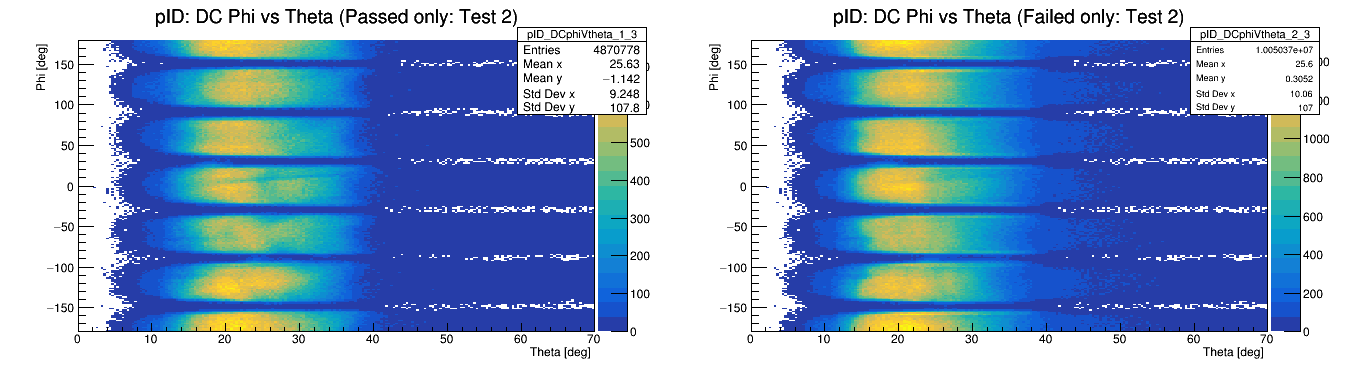 pID: DC Phi vs Theta (Passed only: Test 2)
pID_DCphiVtheta_1_3
Entries 4870778
Mean x 25.63
Mean y −1.142
Std Dev x 9.248
Std Dev y 107.8
Phi [deg]
150
100
50
0
−50
−100
−150
500
400
300
200
100
0
0 10 20 30 40 50 60 70
Theta [deg]
pID: DC Phi vs Theta (Failed only: Test 2)
pID_DCphiVtheta_2_3
Entries 1.005037e+07
Mean x 25.6
Mean y 0.3052
Std Dev x 10.06
Std Dev y 107
Phi [deg]
150
100
50
0
−50
−100
−150
1000
800
600
400
200
0
0 10 20 30 40 50 60 70
Theta [deg]